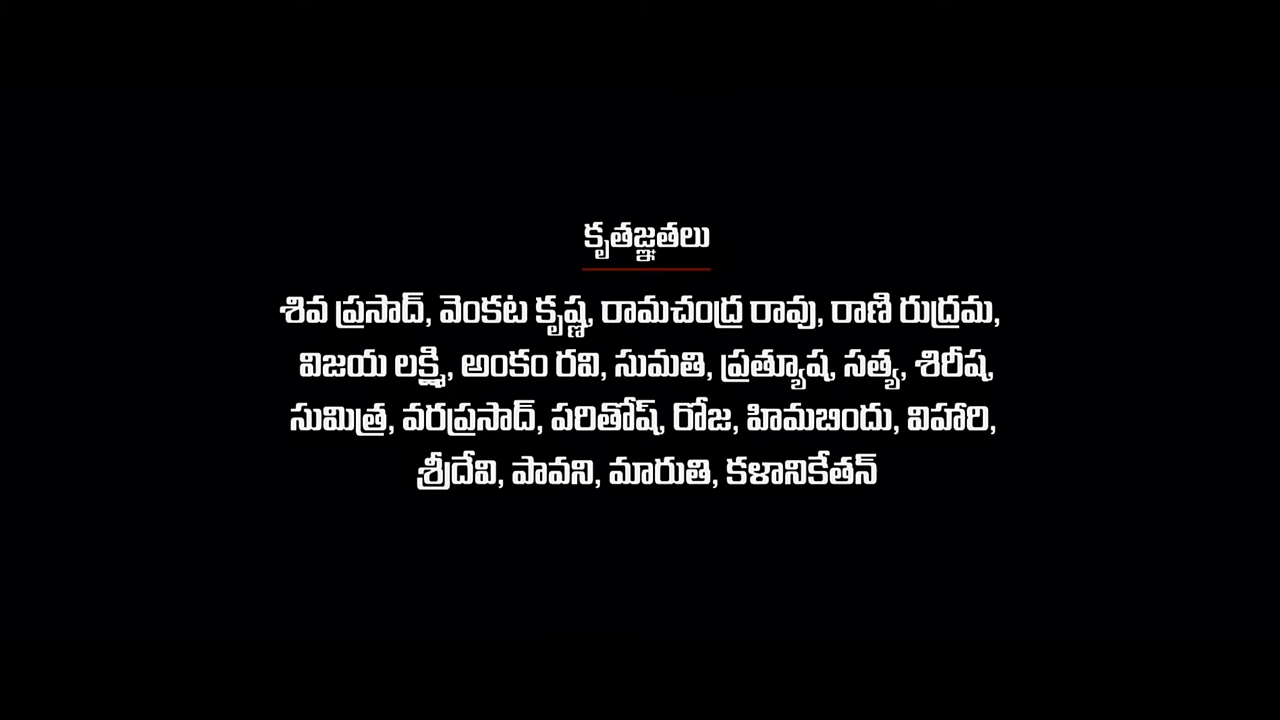 కృతజ్ఞతలు
శివ ప్రసాద్, వెంకట కృష్ణ, రామచంద్ర రావు, రాణి రుద్రమ,
విజయ లక్ష్మి, అంకం రవి, సుమతి, ప్రత్యూష, సత్య, శిరీష,
సుమిత్ర, వరప్రసాద్, పరితోష్, రోజ, హిమబిందు, విహారి,
శ్రీదేవి, పావని, మారుతి, కళానికేతన్